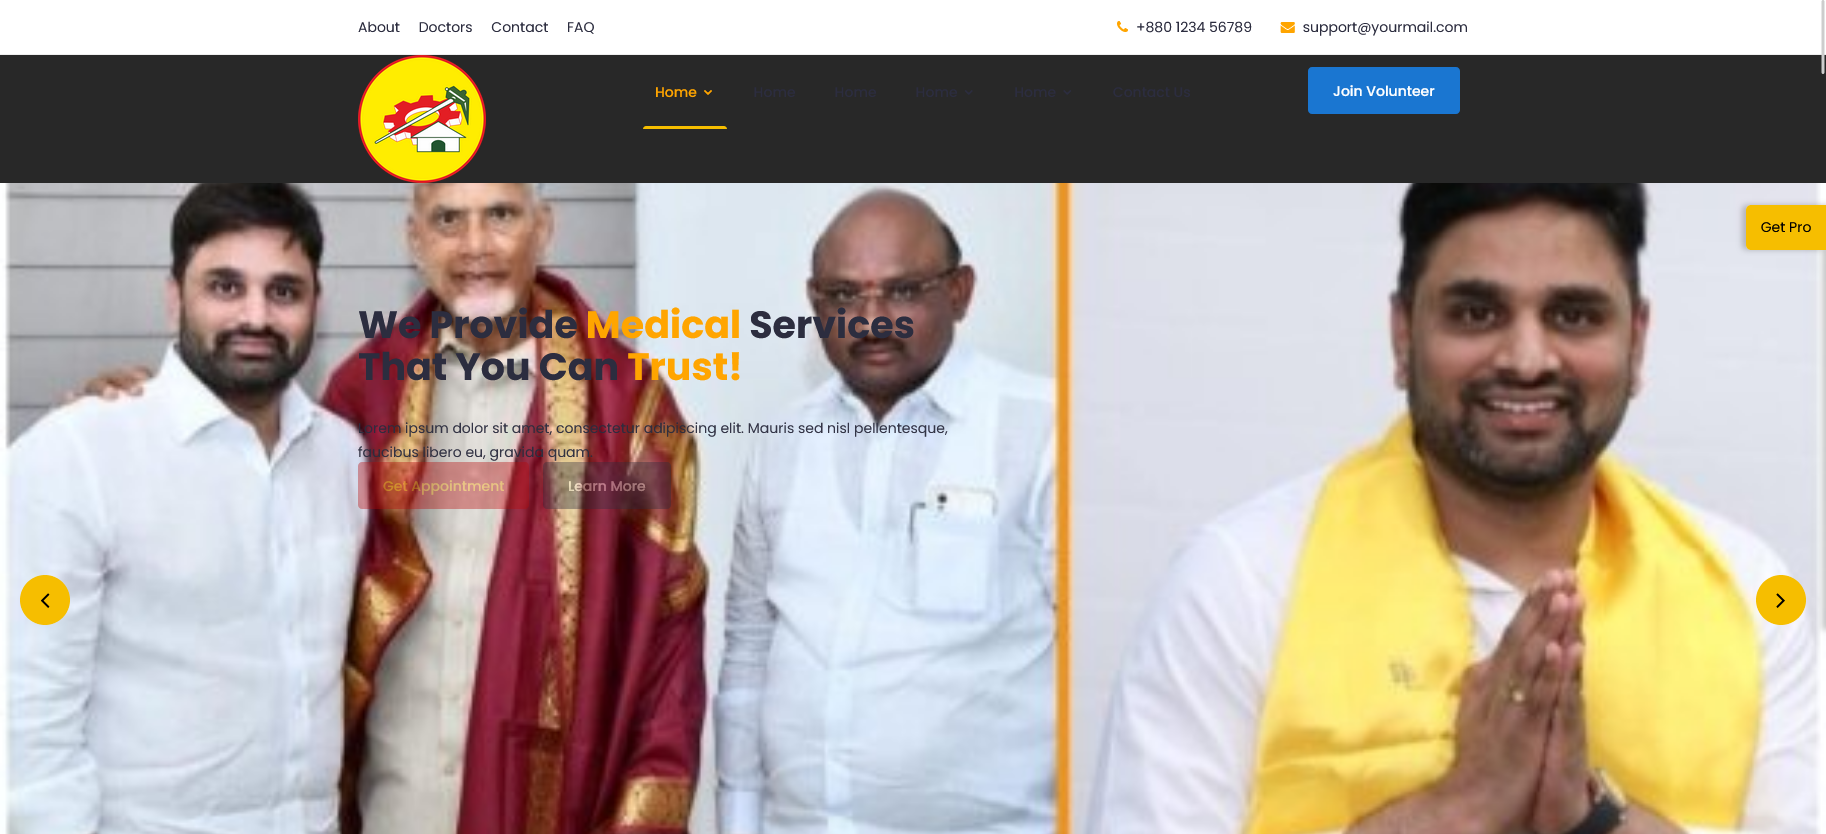 About Doctors Contact FAQ
+880 1234 56789 support@yourmail.com
Home Home Home Home Home Contact Us
Join Volunteer
Get Pro
We Provide Medical Services
That You Can Trust!
Lorem ipsum dolor sit amet, consectetur adipiscing elit. Mauris sed nisl pellentesque,
faucibus libero eu, gravida quam
Get Appointment Learn More